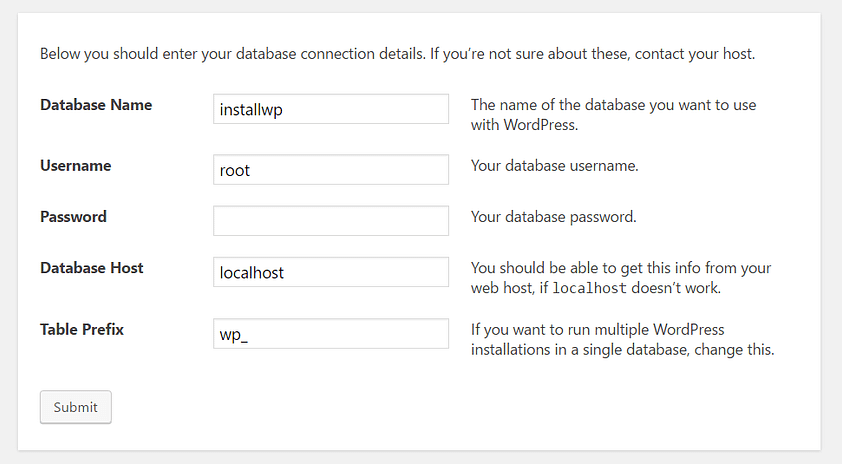 Below you should enter your database connection details. If you’re not sure about these, contact your host.
Database Name
installwp
The name of the database you want to use
with WordPress.
Username
root
Your database username.
Password
Your database password.
Database Host
localhost
You should be able to get this info from your
web host, if localhost doesn’t work.
Table Prefix
wp_
If you want to run multiple WordPress
installations in a single database, change this.
Submit